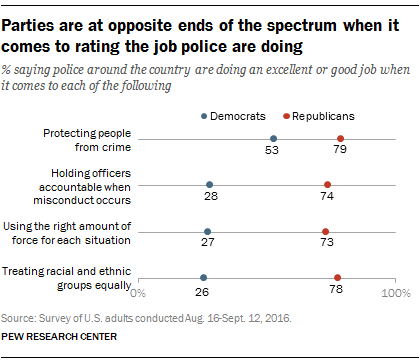 Parties are at opposite ends of the spectrum when it
comes to rating the job police are doing
% saying police around the country are doing an excellent or good job when
it comes to each of the following
Democrats Republicans
Protecting people
from crime
53 79
Holding officers
accountable when
misconduct occurs
28 74
Using the right amount of
force for each situation
27 73
Treating racial and ethnic
groups equally
0% 100%
26 78
Source: Survey of U.S. adults conducted Aug. 16-Sept. 12, 2016.
PEW RESEARCH CENTER